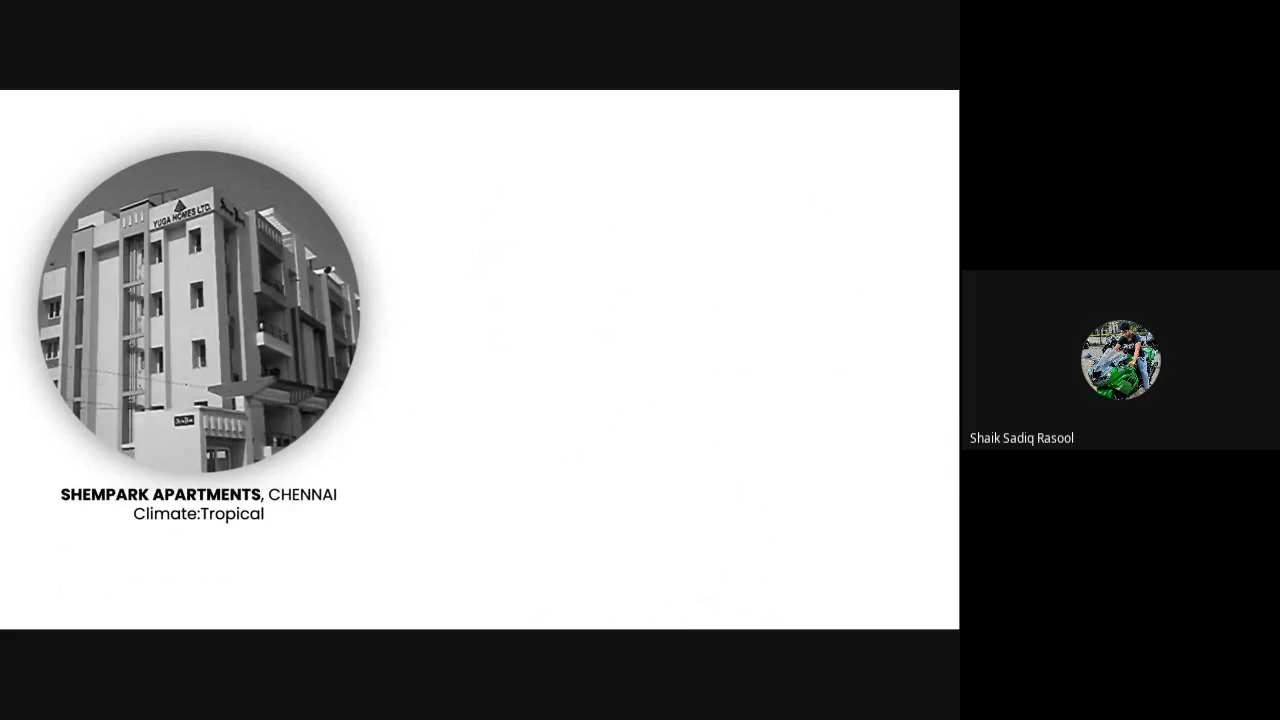 YUGA HOMES LTD.
SHEMPARK APARTMENTS, CHENNAI
Climate:Tropical
Shaik Sadiq Rasool